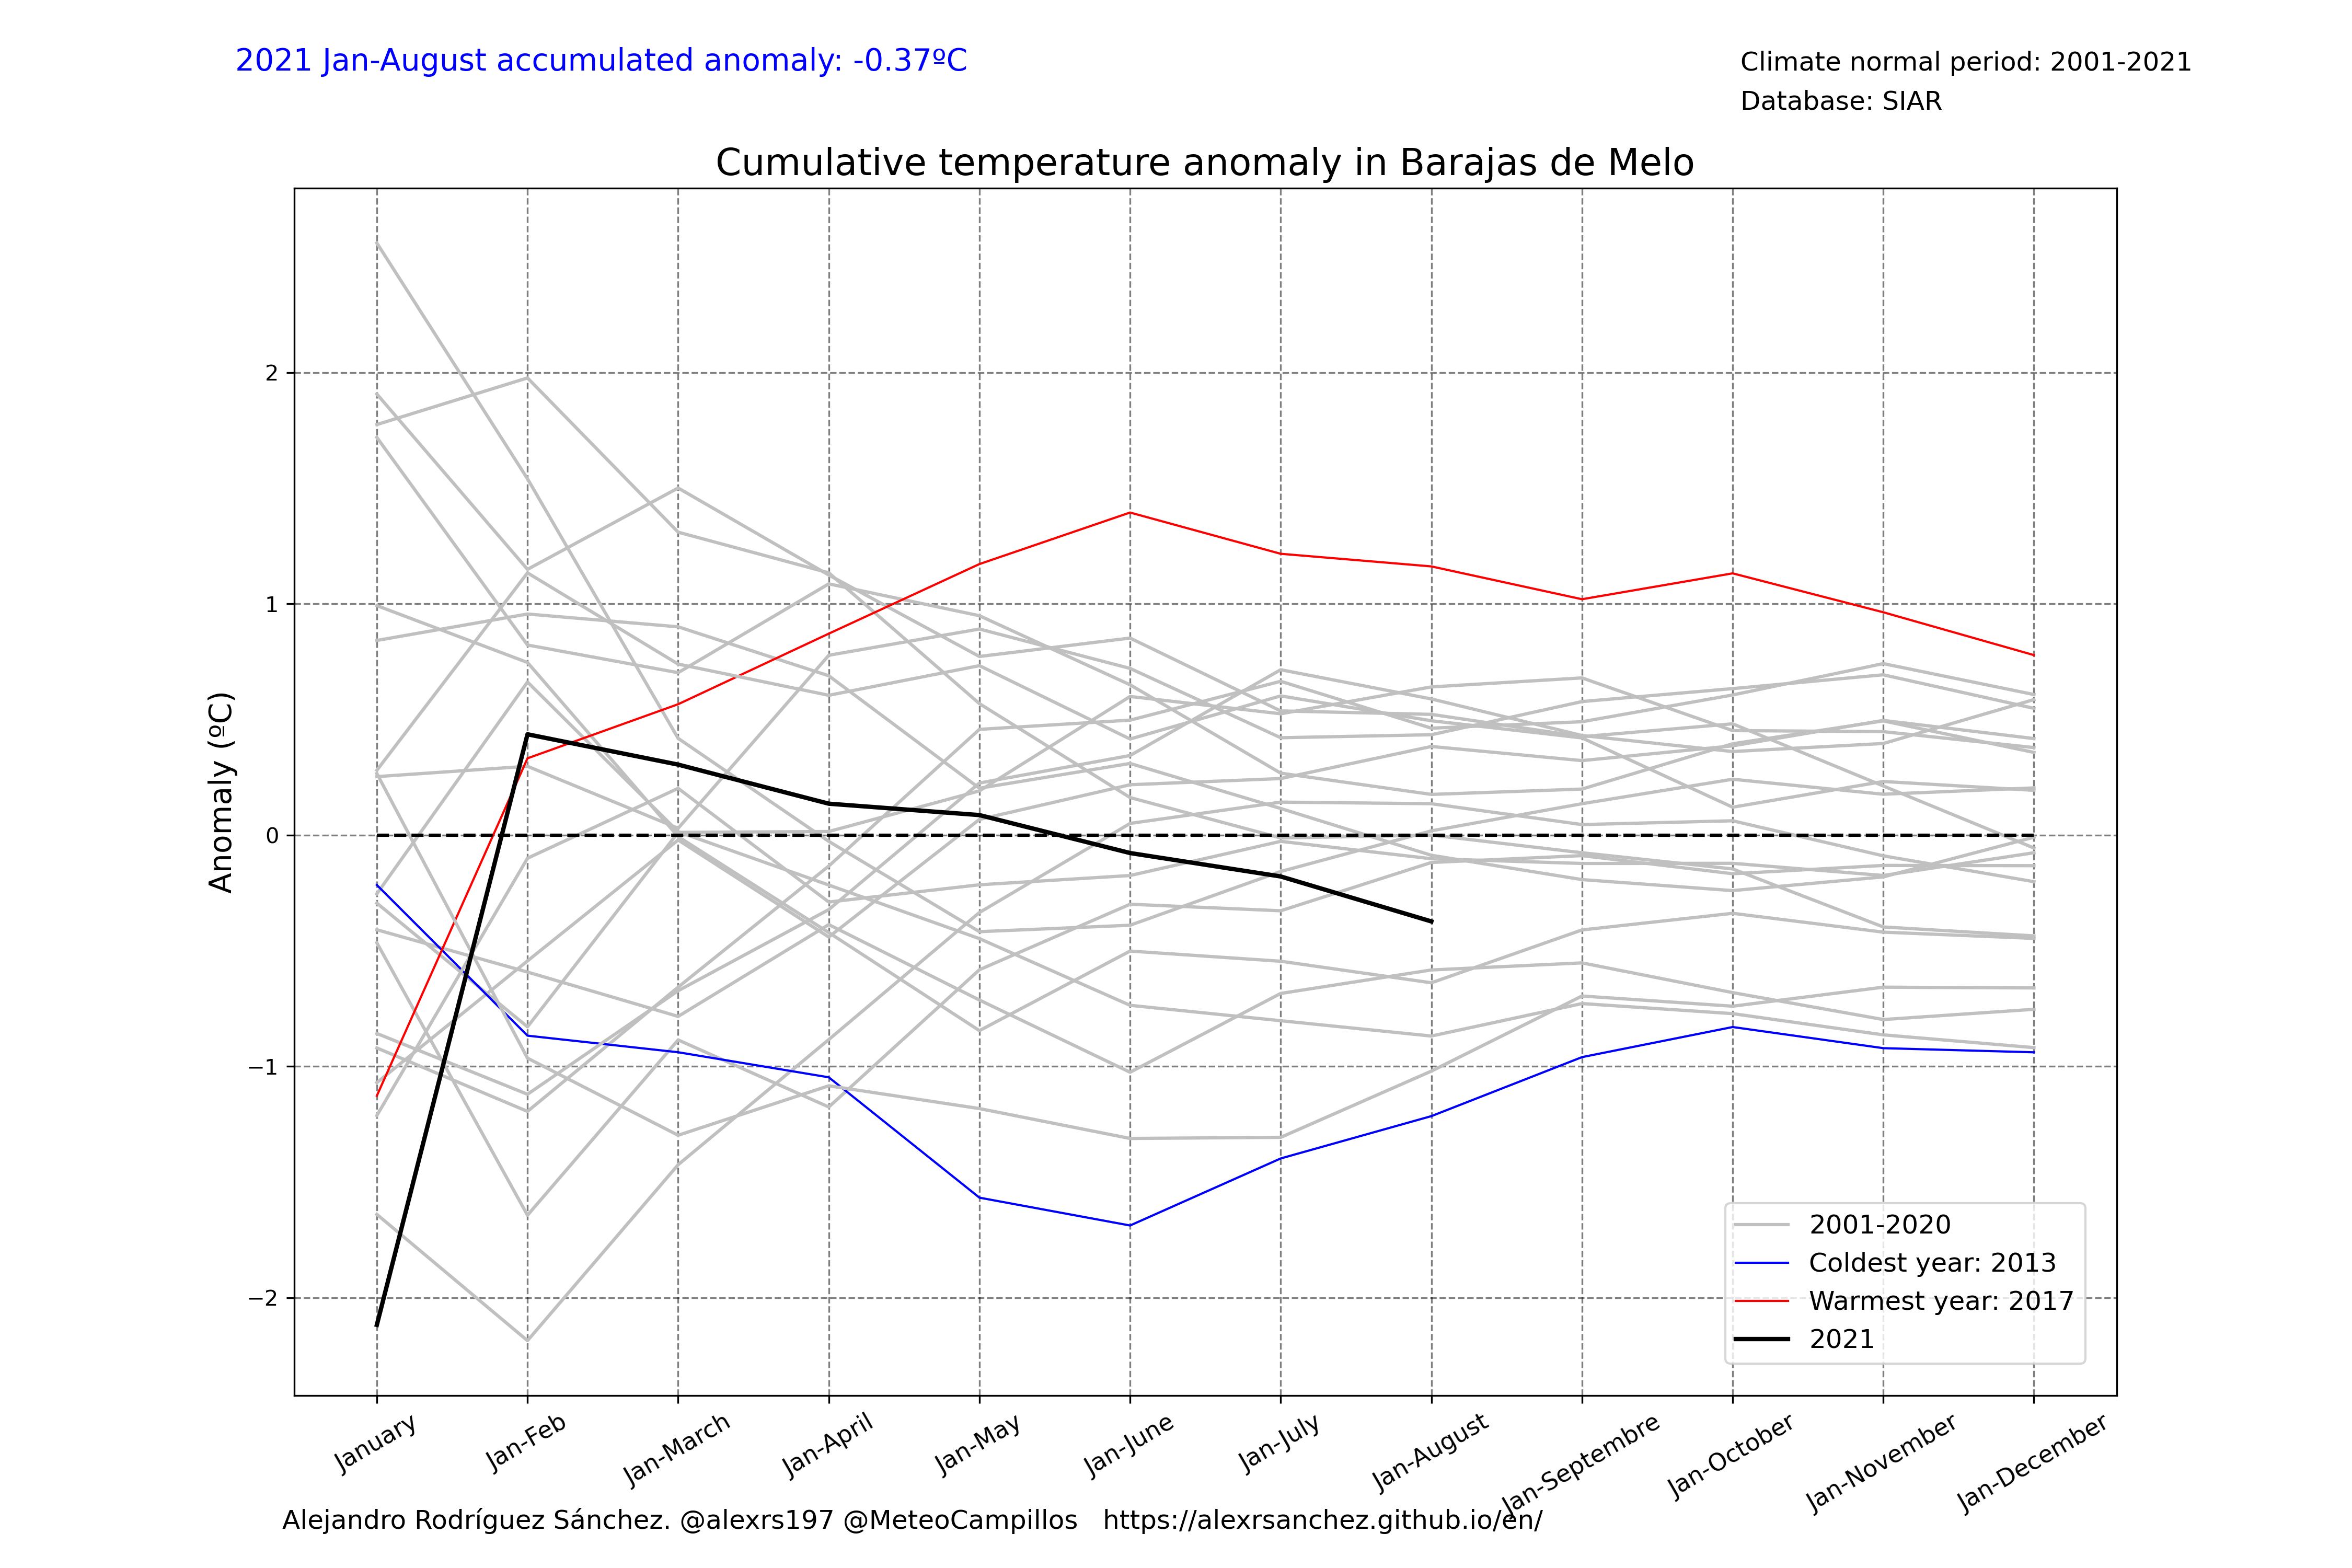 2021 Jan-August accumulated anomaly: -0.37ºC
Climate normal period: 2001-2021
Database: SIAR
Cumulative temperature anomaly in Barajas de Melo
Anomaly (ºC)
2
1
0
−1
−2
2001-2020
Coldest year: 2013
Warmest year: 2017
2021
January
Jan-Feb
Jan-March
Jan-April
Jan-May
Jan-June
Jan-July
Jan-August
Jan-Septembre
Jan-October
Jan-November
Jan-December
Alejandro Rodríguez Sánchez. @alexrs197 @MeteoCampillos   https://alexrsanchez.github.io/en/